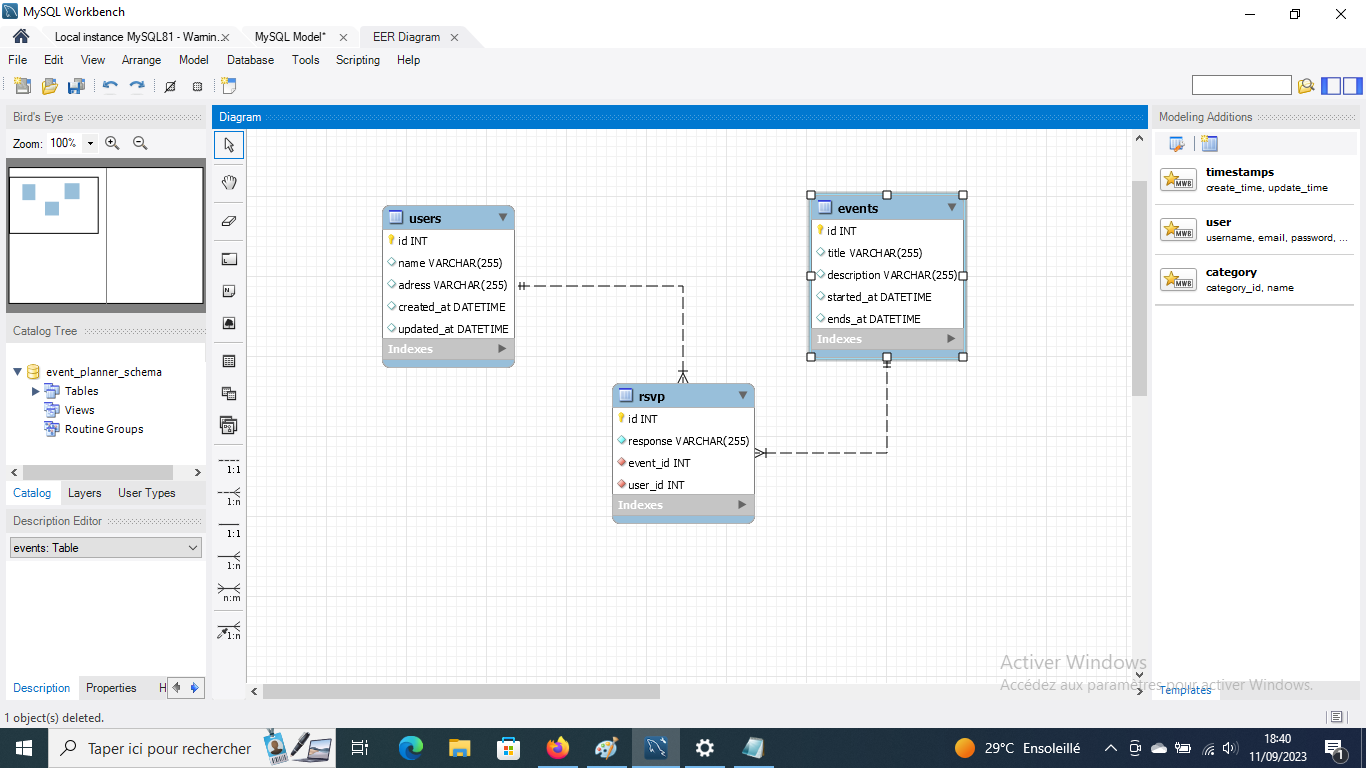 MySQL Workbench
Local instance MySQL81 - Warnin...
MySQL Model*
EER Diagram
File Edit View Arrange Model Database Tools Scripting Help
Bird's Eye
Zoom: 100%
Catalog Tree
event_planner_schema
Tables
Views
Routine Groups
Catalog Layers User Types
Description Editor
events: Table
Description Properties H
1 object(s) deleted.
Diagram
1:1
1:n
1:1
1:n
n:m
1:n
users
id INT
name VARCHAR(255)
adress VARCHAR(255)
created_at DATETIME
updated_at DATETIME
Indexes
events
id INT
title VARCHAR(255)
description VARCHAR(255)
started_at DATETIME
ends_at DATETIME
Indexes
rsvp
id INT
response VARCHAR(255)
event_id INT
user_id INT
Indexes
Modeling Additions
MWB
timestamps
create_time, update_time
MWB
user
username, email, password, ...
MWB
category
category_id, name
Templates
Activer Windows
Accédez aux paramètres pour activer Windows.
Taper ici pour rechercher
29°C Ensoleillé
18:40
11/09/2023
1